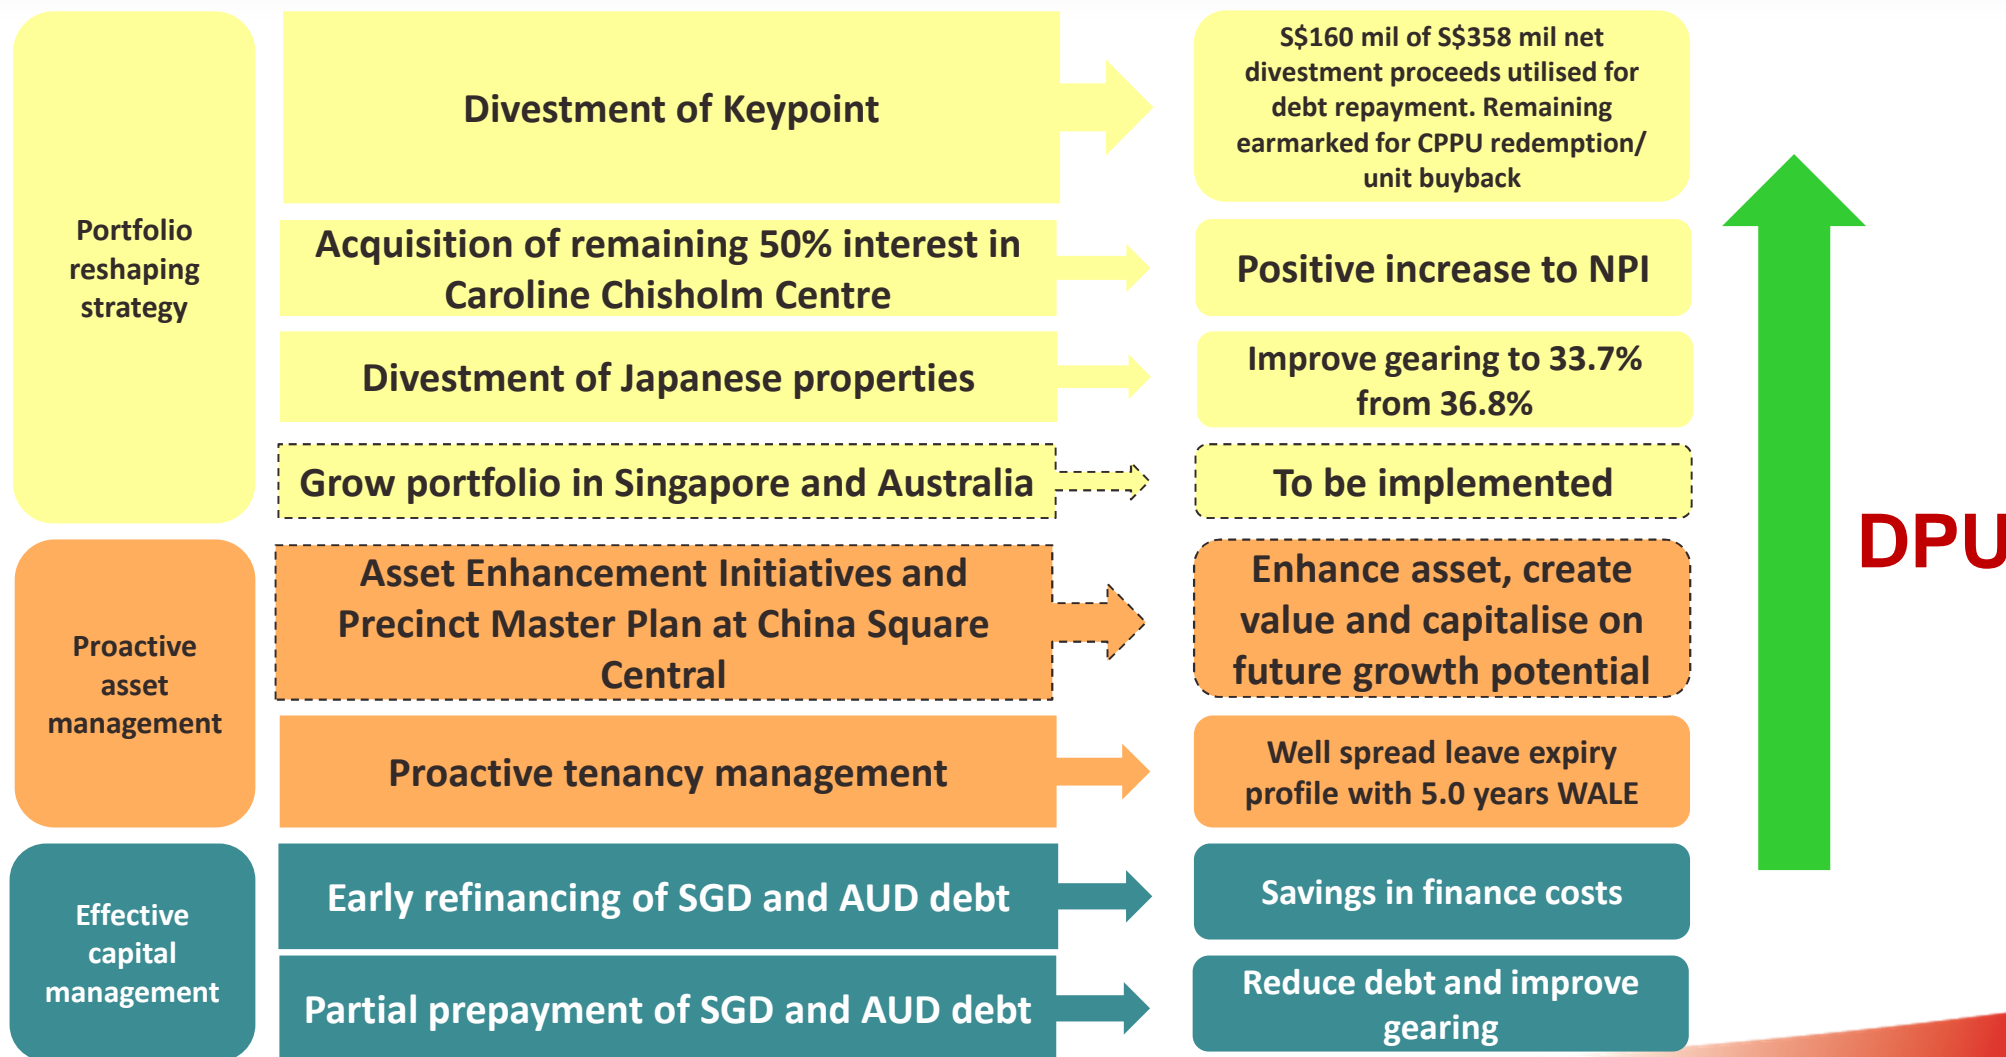 Portfolio
reshaping
strategy
Divestment of Keypoint
S$160 mil of S$358 mil net
divestment proceeds utilised for
debt repayment. Remaining
earmarked for CPPU redemption/
unit buyback
Acquisition of remaining 50% interest in
Caroline Chisholm Centre
Positive increase to NPI
Divestment of Japanese properties
Improve gearing to 33.7%
from 36.8%
Grow portfolio in Singapore and Australia
To be implemented
DPU
Proactive
asset
management
Asset Enhancement Initiatives and
Precinct Master Plan at China Square
Central
Enhance asset, create
value and capitalise on
future growth potential
Proactive tenancy management
Well spread leave expiry
profile with 5.0 years WALE
Effective
capital
management
Early refinancing of SGD and AUD debt
Savings in finance costs
Partial prepayment of SGD and AUD debt
Reduce debt and improve
gearing